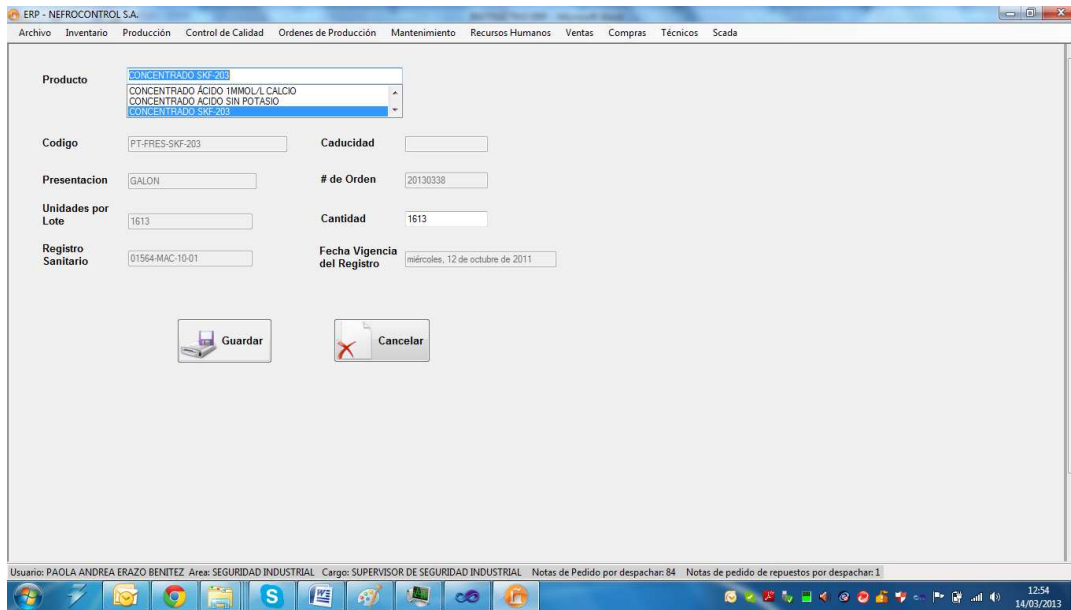 ERP - NEFROCONTROL S.A.
Archivo Inventario Producción Control de Calidad Ordenes de Producción Mantenimiento Recursos Humanos Ventas Compras Técnicos Scada
Producto CONCENTRADO SKF-203
CONCENTRADO ÁCIDO 1MMOL/L CALCIO
CONCENTRADO ACIDO SIN POTASIO
CONCENTRADO SKF-203
Codigo PT-FRES-SKF-203 Caducidad
Presentacion GALON # de Orden 20130338
Unidades por
Lote 1613 Cantidad 1613
Registro
Sanitario 01564-MAC-10-01 Fecha Vigencia
del Registro miércoles, 12 de octubre de 2011
Guardar Cancelar
Usuario: PAOLA ANDREA ERAZO BENITEZ Area: SEGURIDAD INDUSTRIAL Cargo: SUPERVISOR DE SEGURIDAD INDUSTRIAL Notas de Pedido por despachar: 84 Notas de pedido de repuestos por despachar: 1
12:54
14/03/2013